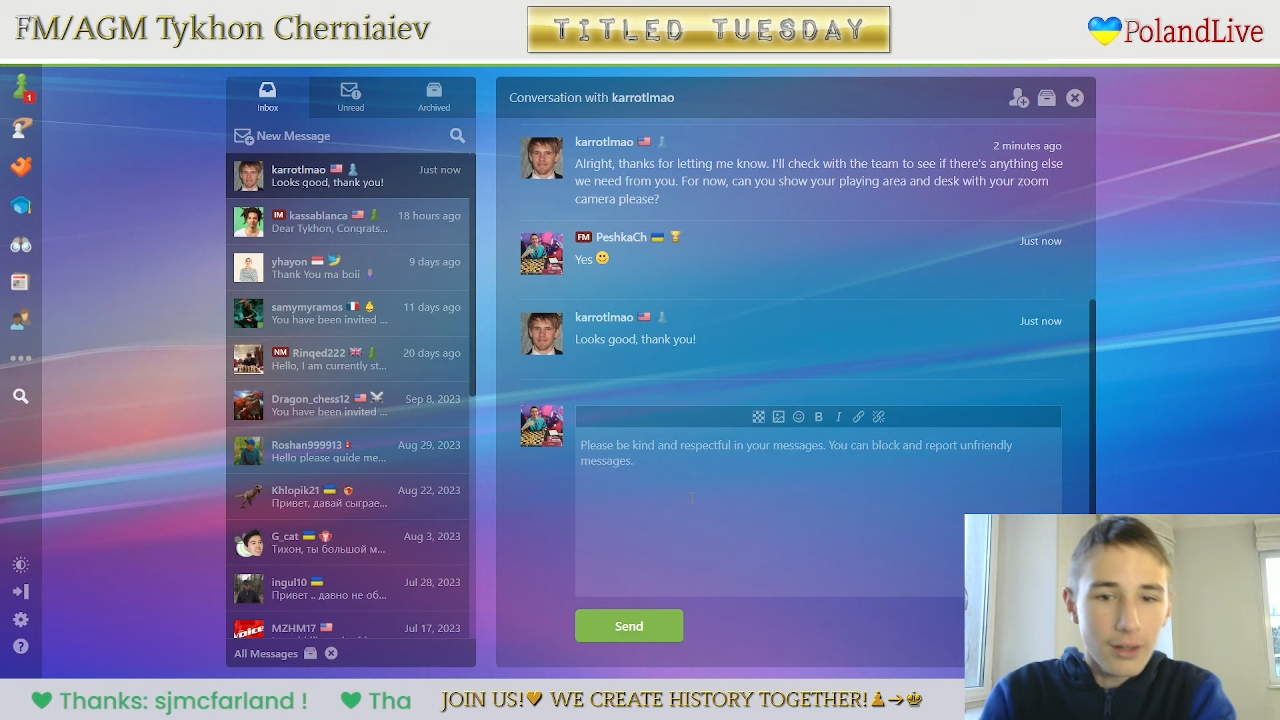 FM/AGM Tykhon Cherniaiev
TITLED TUESDAY
PolandLive
1
Inbox
Unread
Archived
New Message
karrotlmao
Just now
Looks good, thank you!
IM kassablanca
18 hours ago
Dear Tykhon, Congrats...
yhayon
9 days ago
Thank You ma boii
samymyramos
11 days ago
You have been invited ...
NM Rinqed222
20 days ago
Hello, I am currently st...
Dragon_chess12
Sep 8, 2023
You have been invited ...
Roshan999913
Aug 29, 2023
Hello please guide me...
Khlopik21
Aug 22, 2023
Привет, давай сыграе...
G_cat
Aug 3, 2023
Тихон, ты большой м...
ingul10
Jul 28, 2023
Привет .. давно не об...
MZHM17
Jul 17, 2023
VOICE
All Messages
Conversation with karrotlmao
karrotlmao
2 minutes ago
Alright, thanks for letting me know. I'll check with the team to see if there's anything else
we need from you. For now, can you show your playing area and desk with your zoom
camera please?
FM PeshkaCh
Just now
Yes
karrotlmao
Just now
Looks good, thank you!
B I
Please be kind and respectful in your messages. You can block and report unfriendly
messages.
Send
Thanks: sjmcfarland !
Tha
JOIN US! WE CREATE HISTORY TOGETHER!